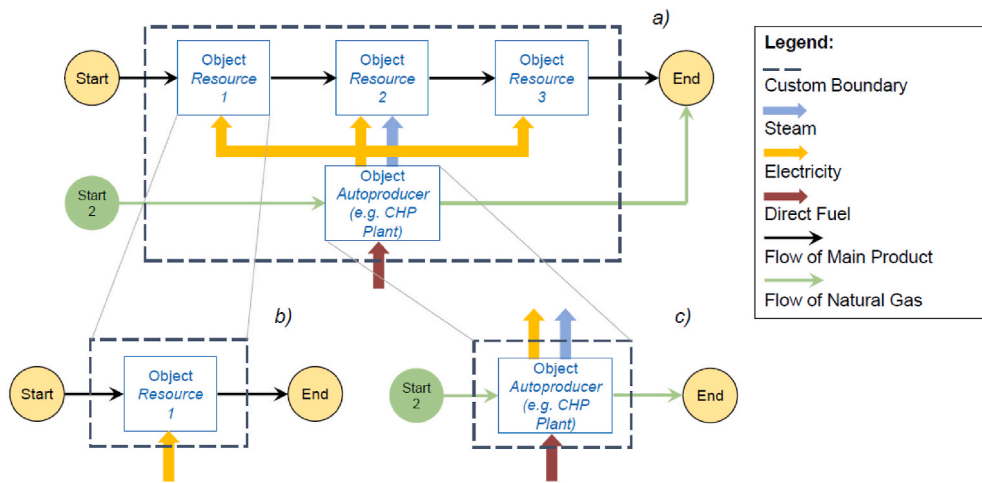 a)
Start
Object
Resource
1
Object
Resource
2
Object
Resource
3
End
Start
2
Object
Autoproducer
(e.g. CHP
Plant)
b)
Start
Object
Resource
1
End
c)
Start
2
Object
Autoproducer
(e.g. CHP
Plant)
End
Legend:
Custom Boundary
Steam
Electricity
Direct Fuel
Flow of Main Product
Flow of Natural Gas